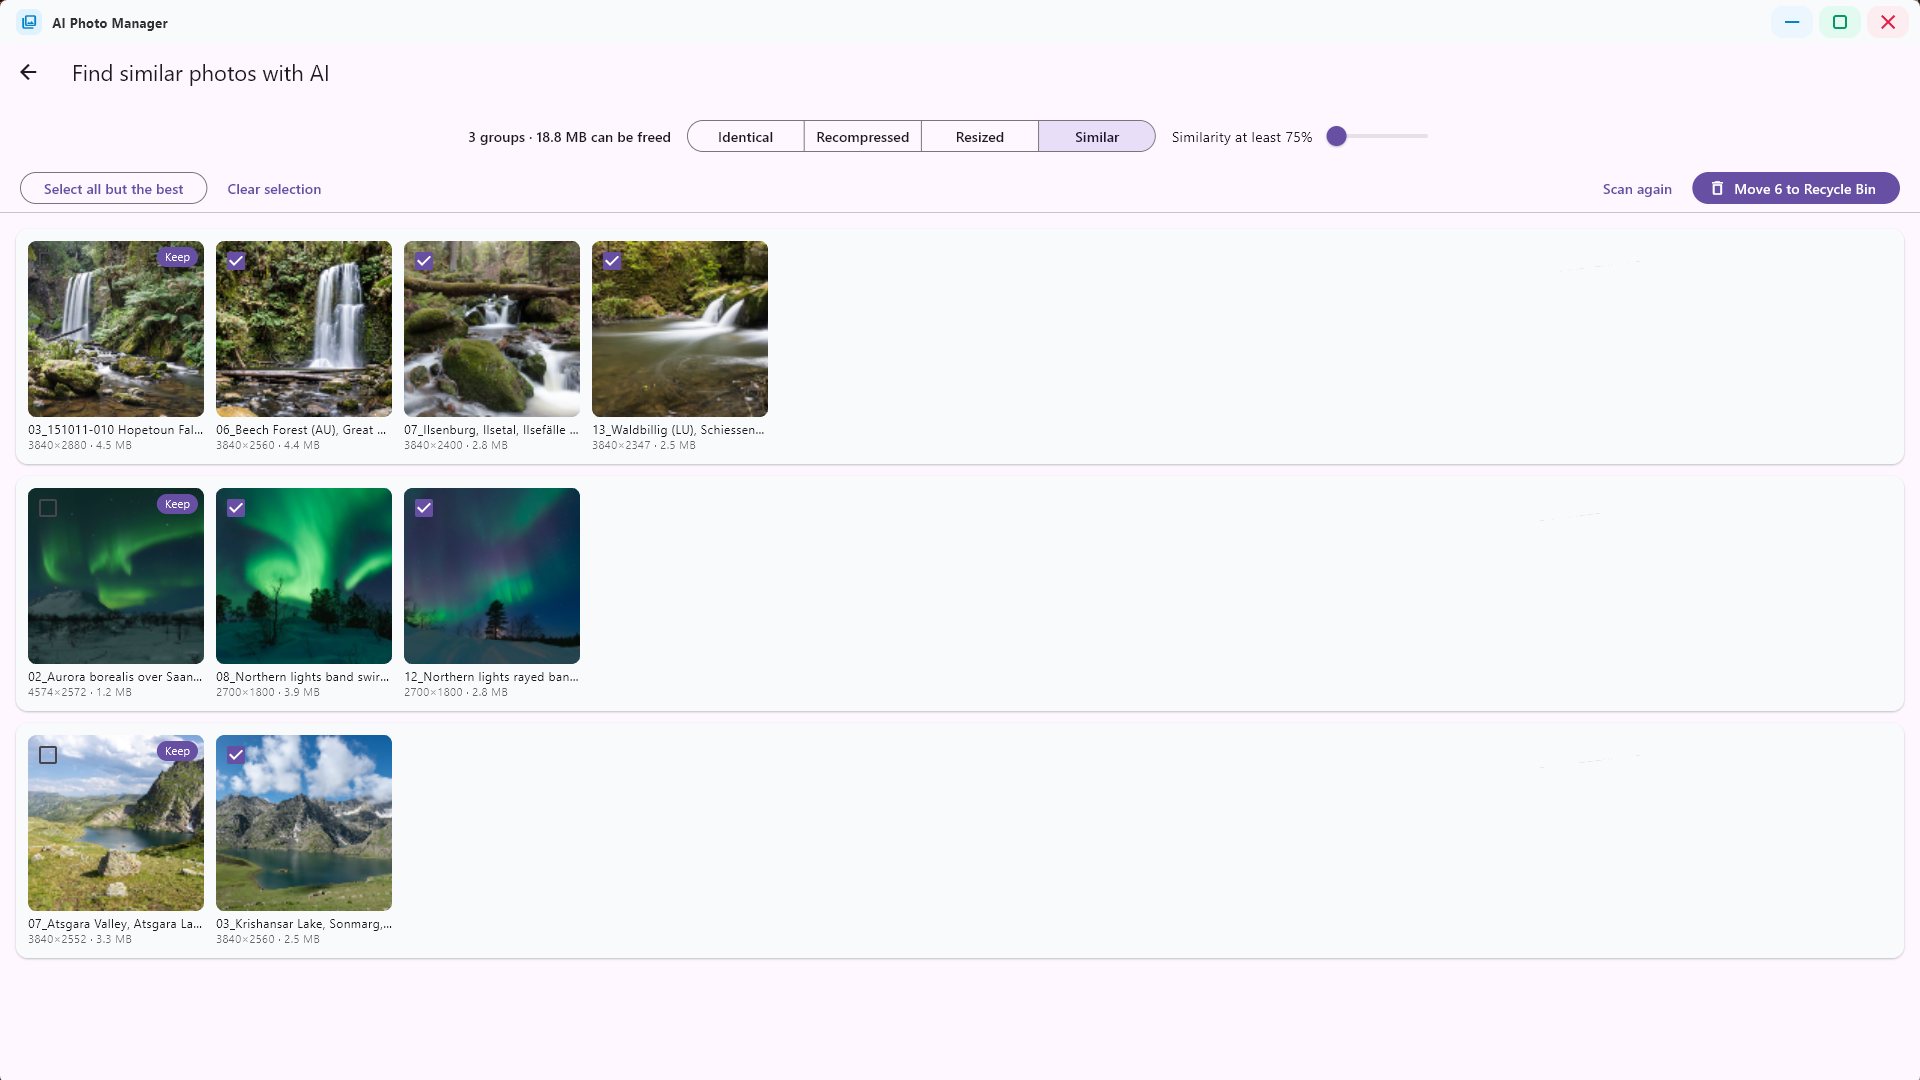 AI Photo Manager
Find similar photos with AI
3 groups · 18.8 MB can be freed
Identical
Recompressed
Resized
Similar
Similarity at least 75%
Select all but the best
Clear selection
Scan again
Move 6 to Recycle Bin
Keep
03_151011-010 Hopetoun Fal...
3840×2880 · 4.5 MB
06_Beech Forest (AU), Great ...
3840×2560 · 4.4 MB
07_Ilsenburg, Ilsetal, Ilsefälle ...
3840×2400 · 2.8 MB
13_Waldbillig (LU), Schiessen...
3840×2347 · 2.5 MB
Keep
02_Aurora borealis over Saan...
4574×2572 · 1.2 MB
08_Northern lights band swir...
2700×1800 · 3.9 MB
12_Northern lights rayed ban...
2700×1800 · 2.8 MB
Keep
07_Atsgara Valley, Atsgara La...
3840×2552 · 3.3 MB
03_Krishansar Lake, Sonmarg,...
3840×2560 · 2.5 MB